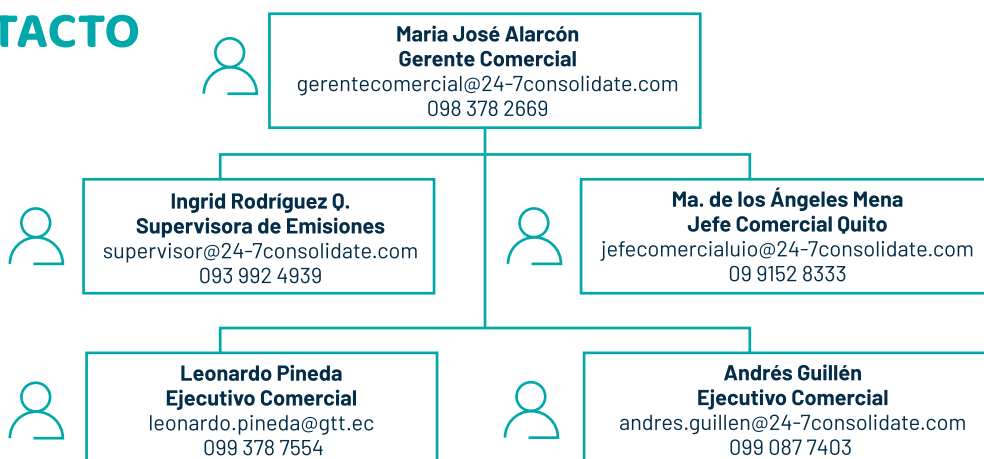 TACTO
Maria José Alarcón
Gerente Comercial
gerentecomercial@24-7consolidate.com
098 378 2669
Ingrid Rodríguez Q.
Supervisora de Emisiones
supervisor@24-7consolidate.com
093 992 4939
Ma. de los Ángeles Mena
Jefe Comercial Quito
jefecomercialuio@24-7consolidate.com
09 9152 8333
Leonardo Pineda
Ejecutivo Comercial
leonardo.pineda@gtt.ec
099 378 7554
Andrés Guillén
Ejecutivo Comercial
andres.guillen@24-7consolidate.com
099 087 7403